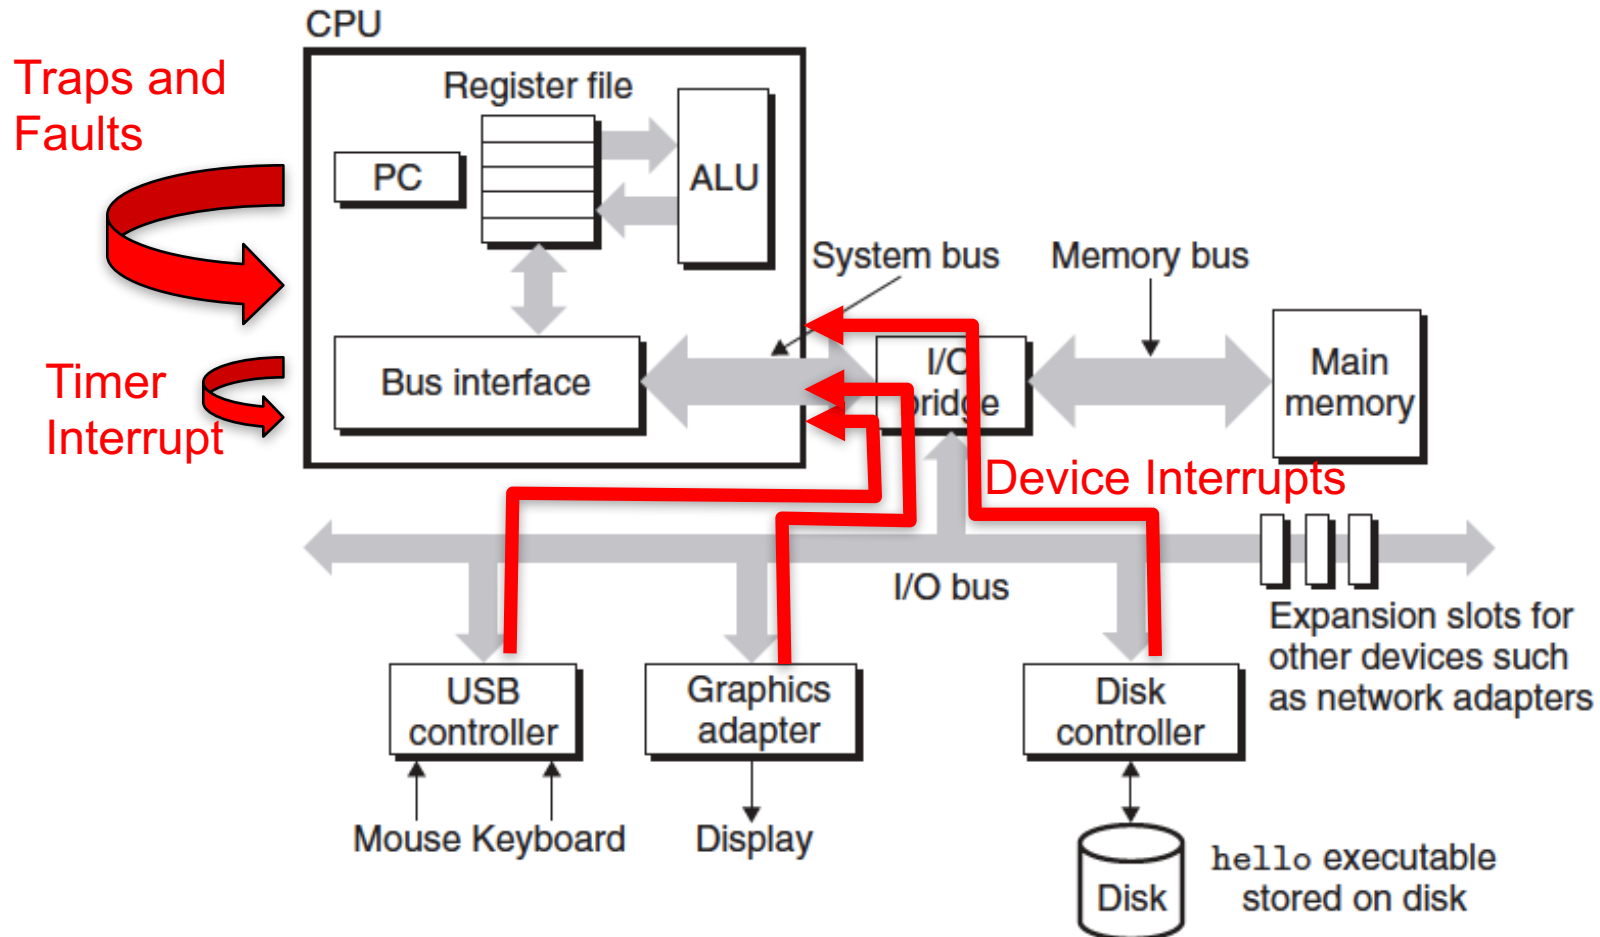 CPU
Traps and
Faults
Register file
PC
ALU
System bus
Memory bus
Timer
Interrupt
Bus interface
I/O
bridge
Main
memory
Device Interrupts
I/O bus
Expansion slots for
other devices such
as network adapters
USB
controller
Graphics
adapter
Disk
controller
Mouse
Keyboard
Display
Disk
hello executable
stored on disk